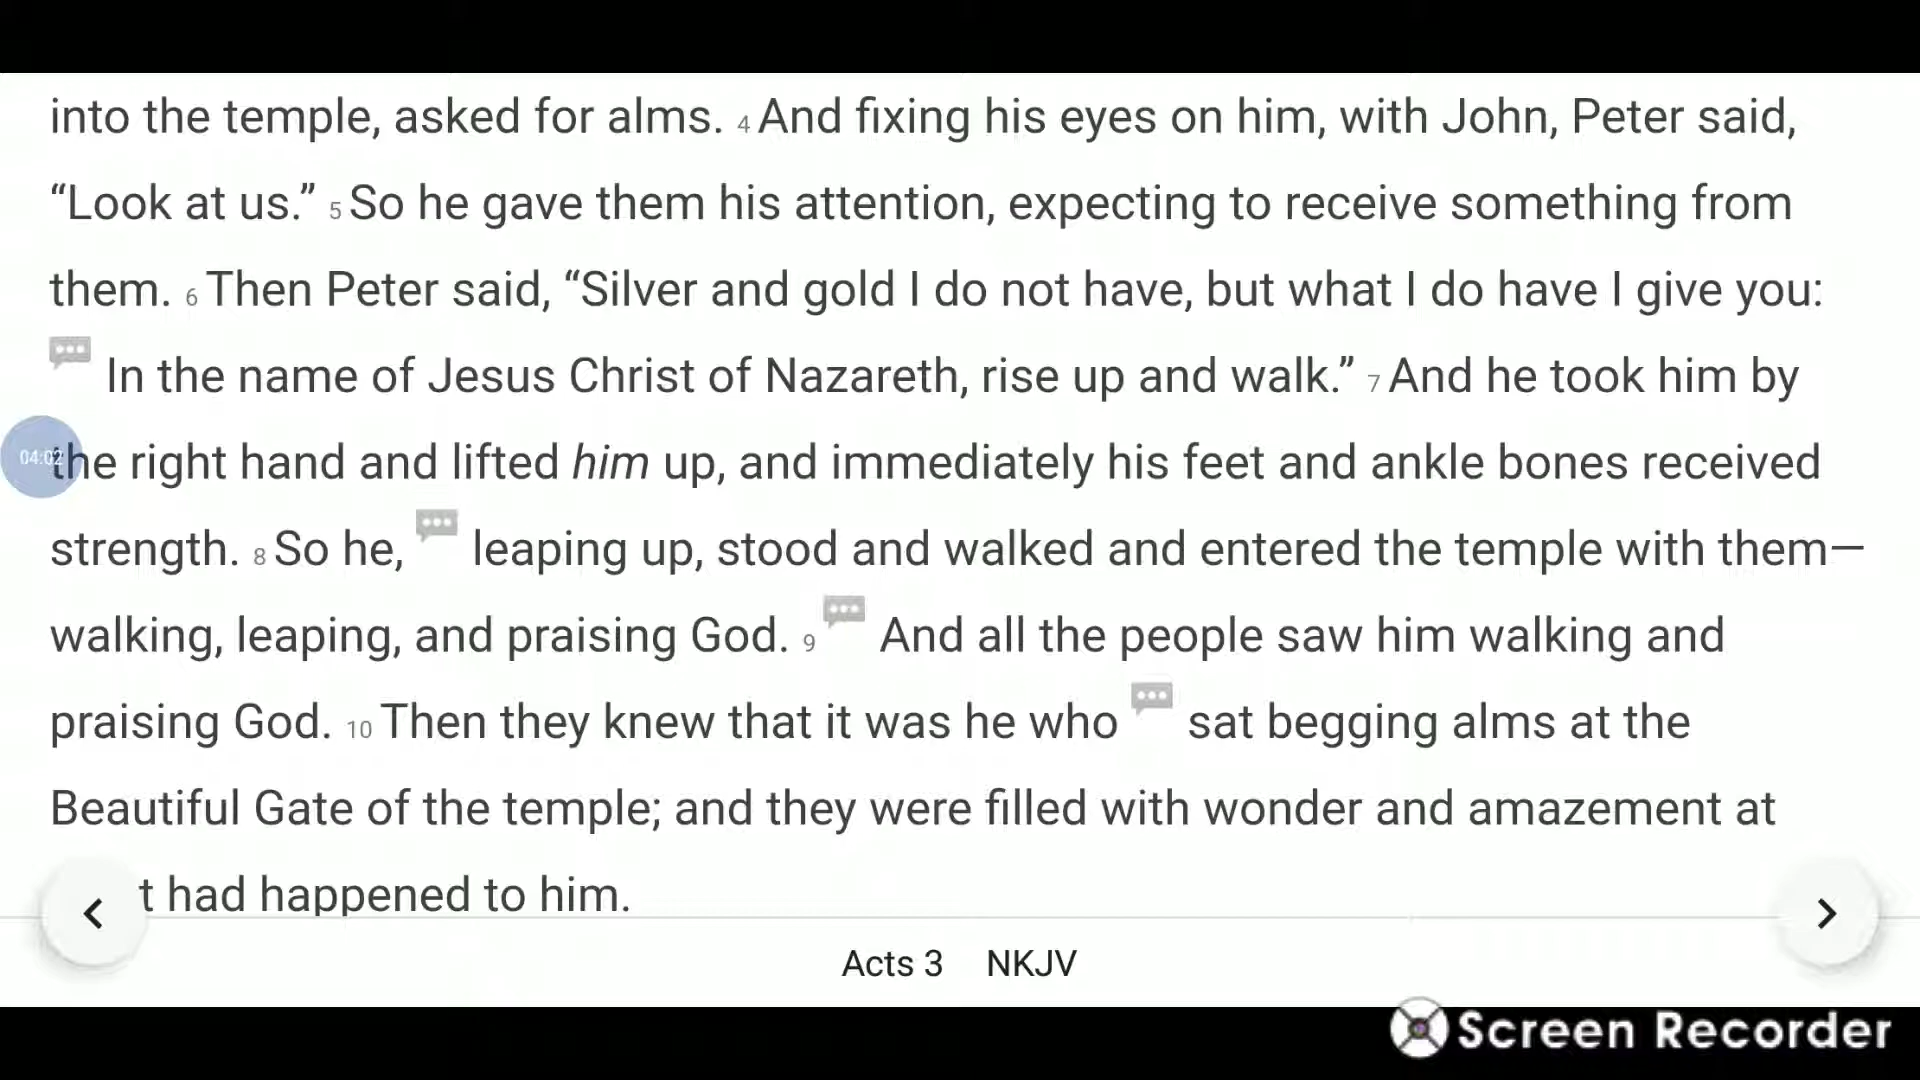 into the temple, asked for alms. 4 And fixing his eyes on him, with John, Peter said,
“Look at us.” 5 So he gave them his attention, expecting to receive something from
them. 6 Then Peter said, “Silver and gold I do not have, but what I do have I give you:
In the name of Jesus Christ of Nazareth, rise up and walk.” 7 And he took him by
04:02
the right hand and lifted him up, and immediately his feet and ankle bones received
strength. 8 So he, leaping up, stood and walked and entered the temple with them—
walking, leaping, and praising God. 9 And all the people saw him walking and
praising God. 10 Then they knew that it was he who sat begging alms at the
Beautiful Gate of the temple; and they were filled with wonder and amazement at
t had happened to him.
Acts 3 NKJV
Screen Recorder